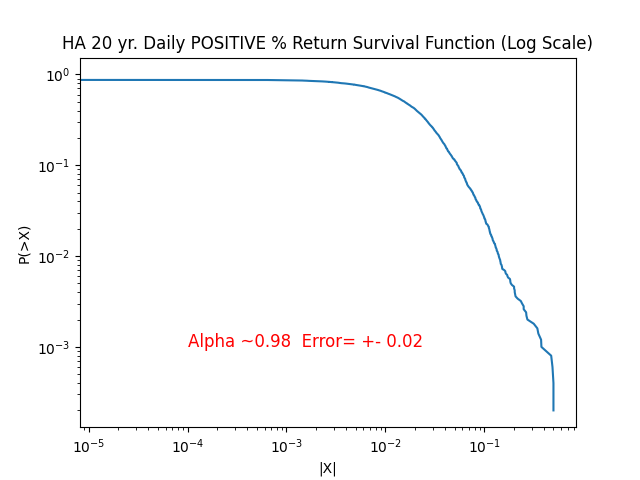 HA 20 yr. Daily POSITIVE % Return Survival Function (Log Scale)
10⁰
10⁻¹
10⁻²
10⁻³
P(>X)
Alpha ~0.98  Error= +- 0.02
10⁻⁵ 10⁻⁴ 10⁻³ 10⁻² 10⁻¹
|X|